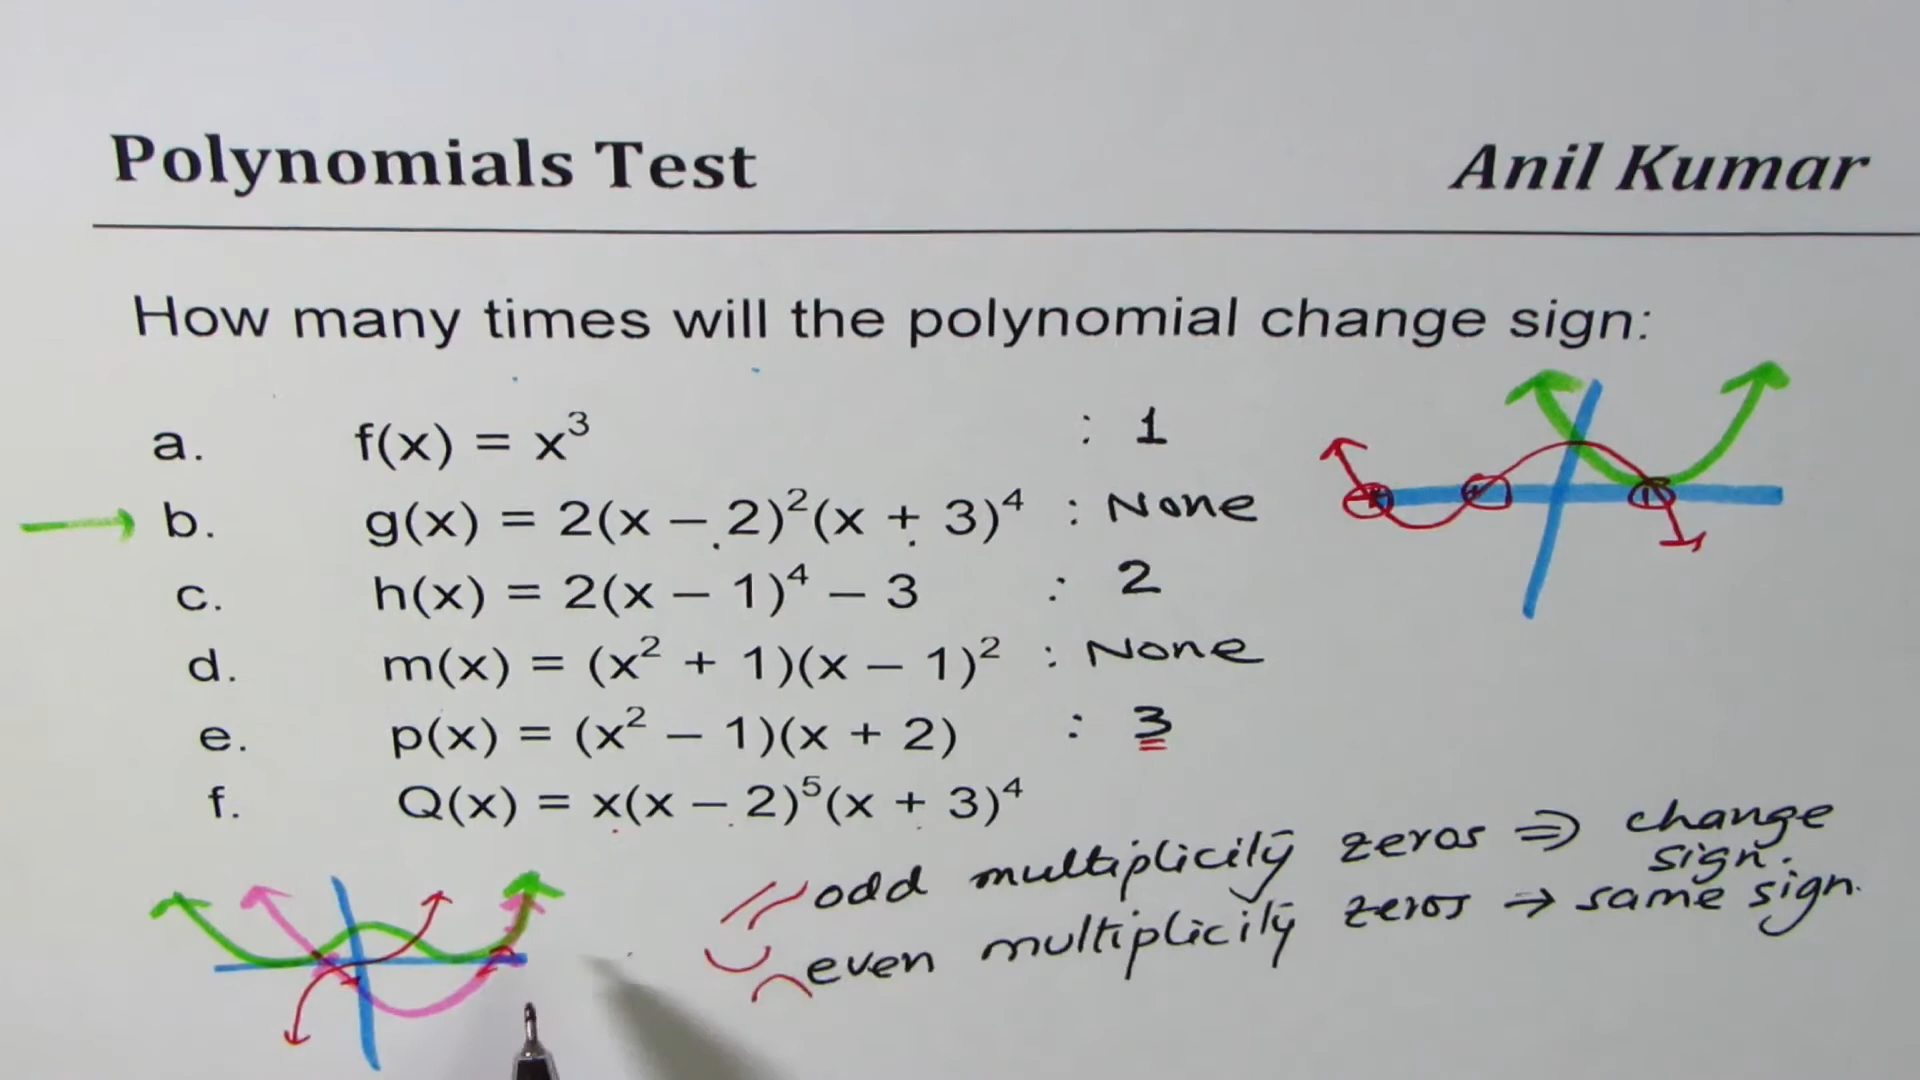 Polynomials Test Anil Kumar
How many times will the polynomial change sign:
a. f(x) = x³ : 1
b. g(x) = 2(x – 2)²(x + 3)⁴ : None
c. h(x) = 2(x – 1)⁴ – 3 : 2
d. m(x) = (x² + 1)(x – 1)² : None
e. p(x) = (x² – 1)(x + 2) : 3
f. Q(x) = x(x – 2)⁵(x + 3)⁴
odd multiplicity zeros ⇒ change
sign.
even multiplicity zeros → same sign.